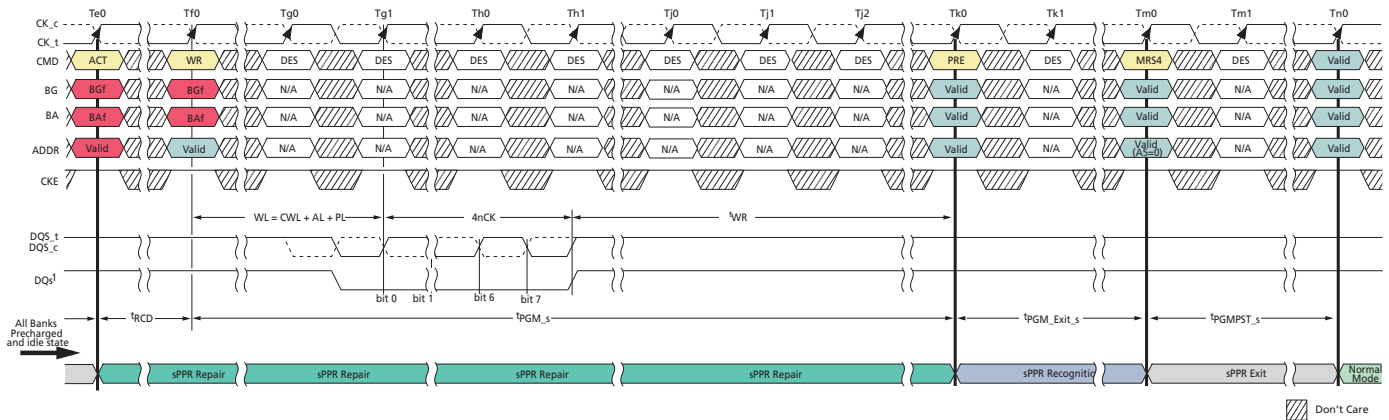 Te0 Tf0 Tg0 Tg1 Th0 Th1 Tj0 Tj1 Tj2 Tk0 Tk1 Tm0 Tm1 Tn0
CK_c
CK_t
CMD ACT WR DES DES DES DES DES DES DES PRE DES MRS4 DES Valid
BG BGf BGf N/A N/A N/A N/A N/A N/A N/A Valid N/A Valid N/A Valid
BA BAf BAf N/A N/A N/A N/A N/A N/A N/A Valid N/A Valid N/A Valid
ADDR Valid Valid N/A N/A N/A N/A N/A N/A N/A Valid N/A Valid (A5=0) N/A Valid
CKE
WL = CWL + AL + PL 4nCK tWR
DQS_t
DQS_c
DQs1
bit 0 bit 1 bit 6 bit 7
All Banks Precharged and idle state
tRCD tPGM_s tPGM_Exit_s tPGMPST_s
sPPR Repair sPPR Repair sPPR Repair sPPR Repair sPPR Recognitic sPPR Exit Normal Mode
Don't Care